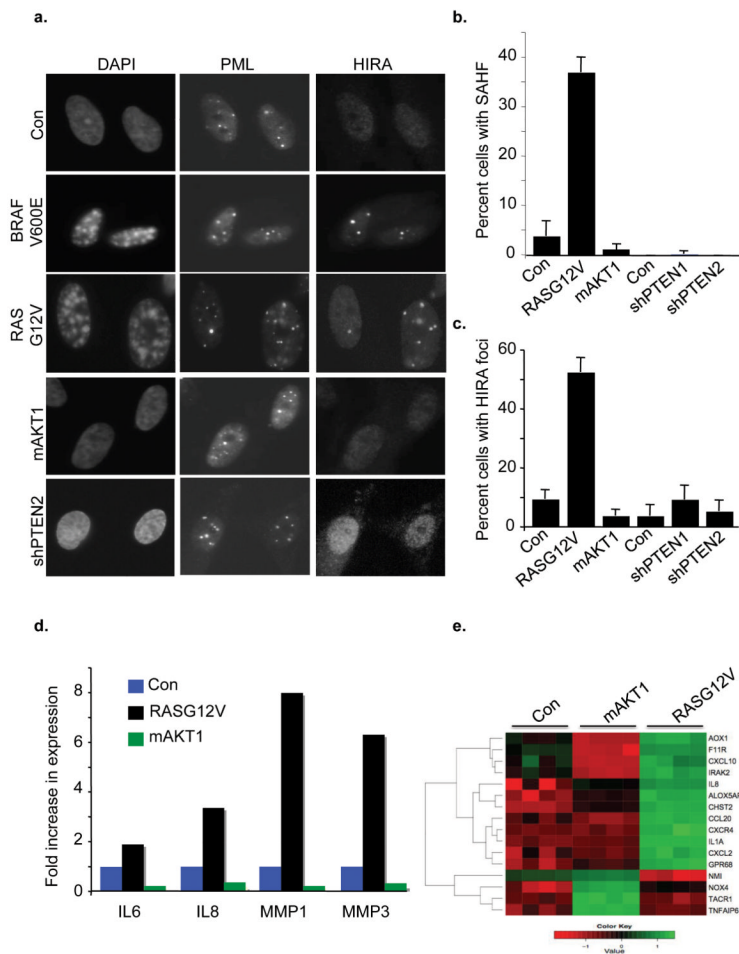 a.
DAPI PML HIRA
Con
BRAF V600E
RAS G12V
mAKT1
shPTEN2
b.
Percent cells with SAHF
40
30
20
10
0
Con RASG12V mAKT1 Con shPTEN1 shPTEN2
c.
Percent cells with HIRA foci
60
40
20
0
Con RASG12V mAKT1 Con shPTEN1 shPTEN2
d.
Fold increase in expression
8
6
4
2
0
Con
RASG12V
mAKT1
IL6 IL8 MMP1 MMP3
e.
Con mAKT1 RASG12V
AOX1
F11R
CXCL10
IRAK2
IL8
ALOX5AP
CHST2
CCL20
CXCR4
IL1A
CXCL2
GPR68
NMI
NOX4
TACR1
TNFAIP6
Color Key
−1 0 1
Value